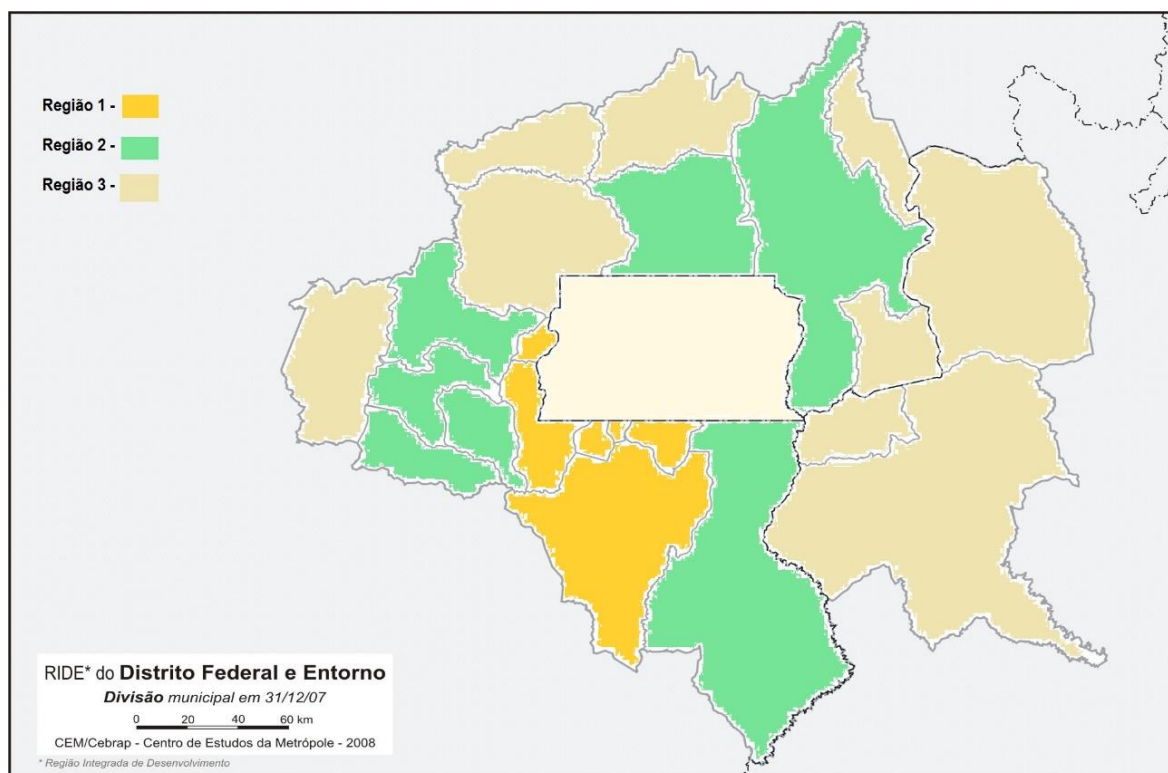 Região 1 -
Região 2 -
Região 3 -
RIDE* do Distrito Federal e Entorno
Divisão municipal em 31/12/07
0 20 40 60 km
CEM/Cebrap - Centro de Estudos da Metrópole - 2008
* Região Integrada de Desenvolvimento